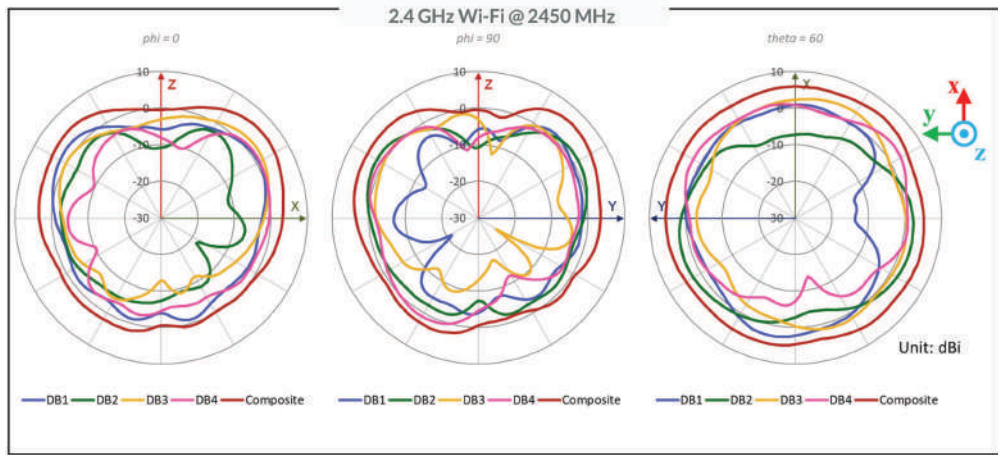 2.4 GHz Wi-Fi @ 2450 MHz
phi = 0
phi = 90
theta = 60
10
0
-10
-20
-30
Z
X
10
0
-10
-20
-30
Z
Y
10
0
-10
-20
-30
X
Y
x
y
z
Unit: dBi
DB1 DB2 DB3 DB4 Composite
DB1 DB2 DB3 DB4 Composite
DB1 DB2 DB3 DB4 Composite